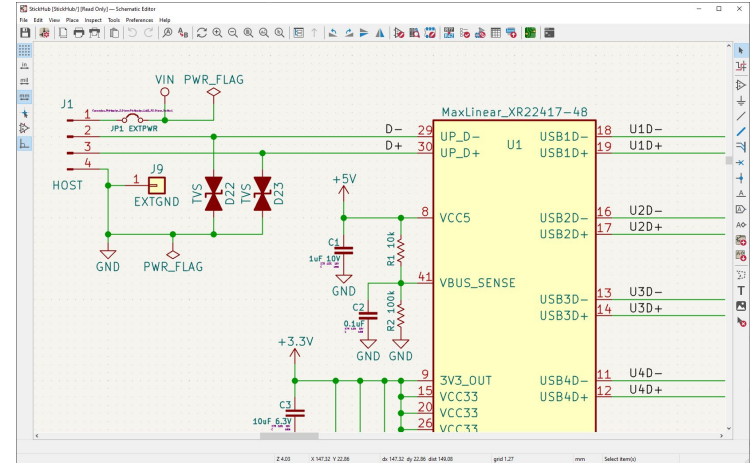 StickHub [StickHub/] [Read Only] — Schematic Editor
File Edit View Place Inspect Tools Preferences Help
VIN PWR_FLAG
J1
1
JP1 EXTPWR
2
3
4
HOST
J9
1
EXTGND
TVS
D22
TVS
D23
GND
PWR_FLAG
MaxLinear_XR22417-48
U1
D- 29 UP_D-
D+ 30 UP_D+
USB1D- 18 U1D-
USB1D+ 19 U1D+
+5V
8 VCC5
USB2D- 16 U2D-
USB2D+ 17 U2D+
C1
1uF 10V
R1 10k
GND
41 VBUS_SENSE
USB3D- 13 U3D-
USB3D+ 14 U3D+
C2
0.1uF
R2 100k
GND GND
+3.3V
9 3V3_OUT
15 VCC33
20 VCC33
26 VCC33
USB4D- 11 U4D-
USB4D+ 12 U4D+
C3
10uF 6.3V
Z 4.03 X 147.32 Y 22.86 dx 147.32 dy 22.86 dist 149.08 grid 1.27 mm Select item(s)